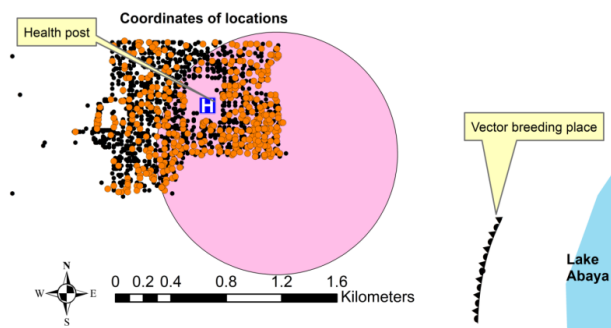 Coordinates of locations
Health post
H
Vector breeding place
Lake
Abaya
N
W E
S
0 0.2 0.4 0.8 1.2 1.6
Kilometers